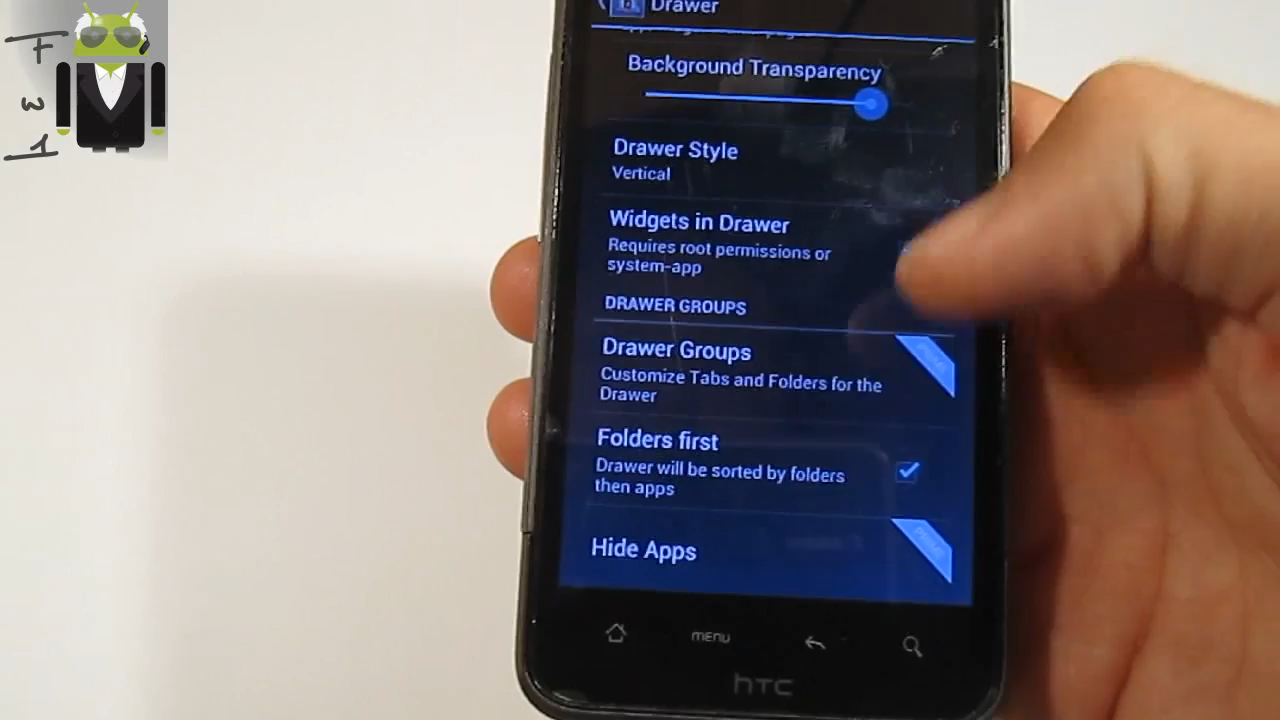 Drawer
F
W
1
Background Transparency
Drawer Style
Vertical
Widgets in Drawer
Requires root permissions or
system-app
DRAWER GROUPS
Drawer Groups
PRIME
Customize Tabs and Folders for the
Drawer
Folders first
Drawer will be sorted by folders
then apps
Hide Apps
PRIME
MENU
hTC